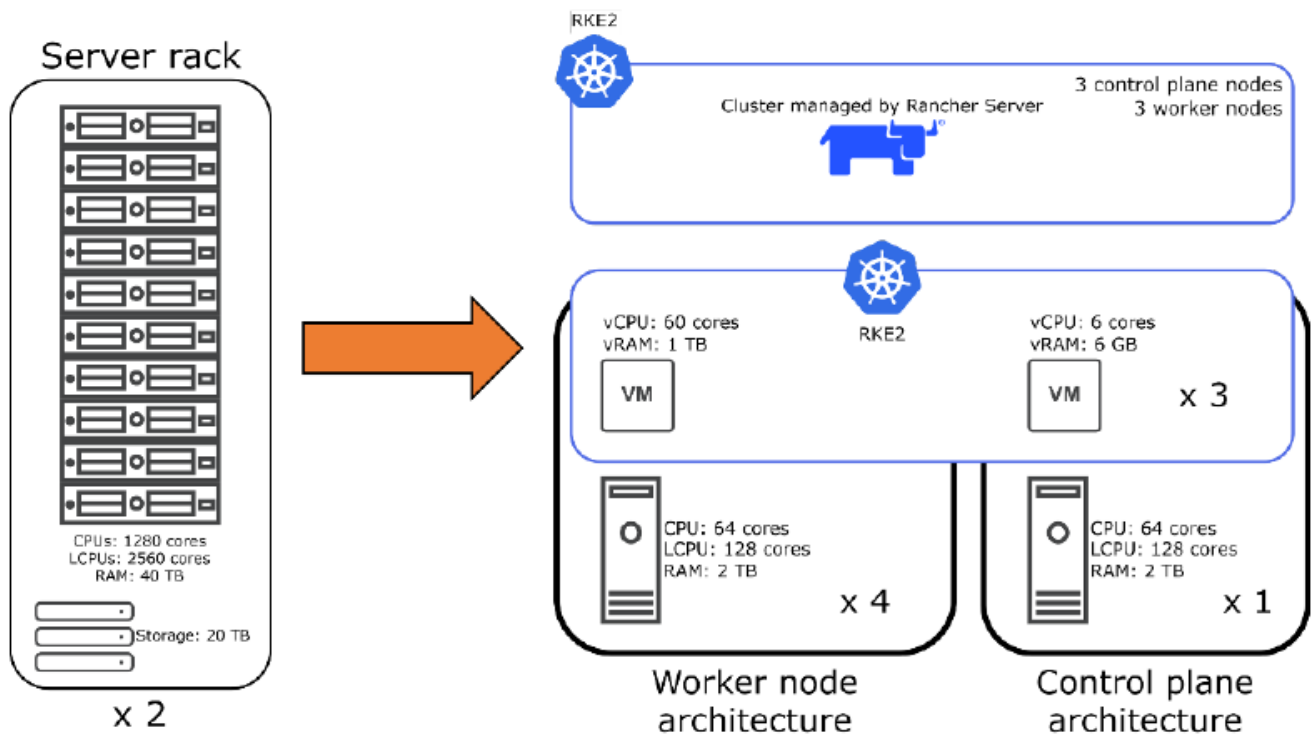 Server rack
CPUs: 1280 cores
LCPUs: 2560 cores
RAM: 40 TB
Storage: 20 TB
x 2
RKE2
3 control plane nodes
3 worker nodes
Cluster managed by Rancher Server
RKE2
vCPU: 60 cores
vRAM: 1 TB
VM
vCPU: 6 cores
vRAM: 6 GB
VM
x 3
CPU: 64 cores
LCPU: 128 cores
RAM: 2 TB
x 4
CPU: 64 cores
LCPU: 128 cores
RAM: 2 TB
x 1
Worker node
architecture
Control plane
architecture